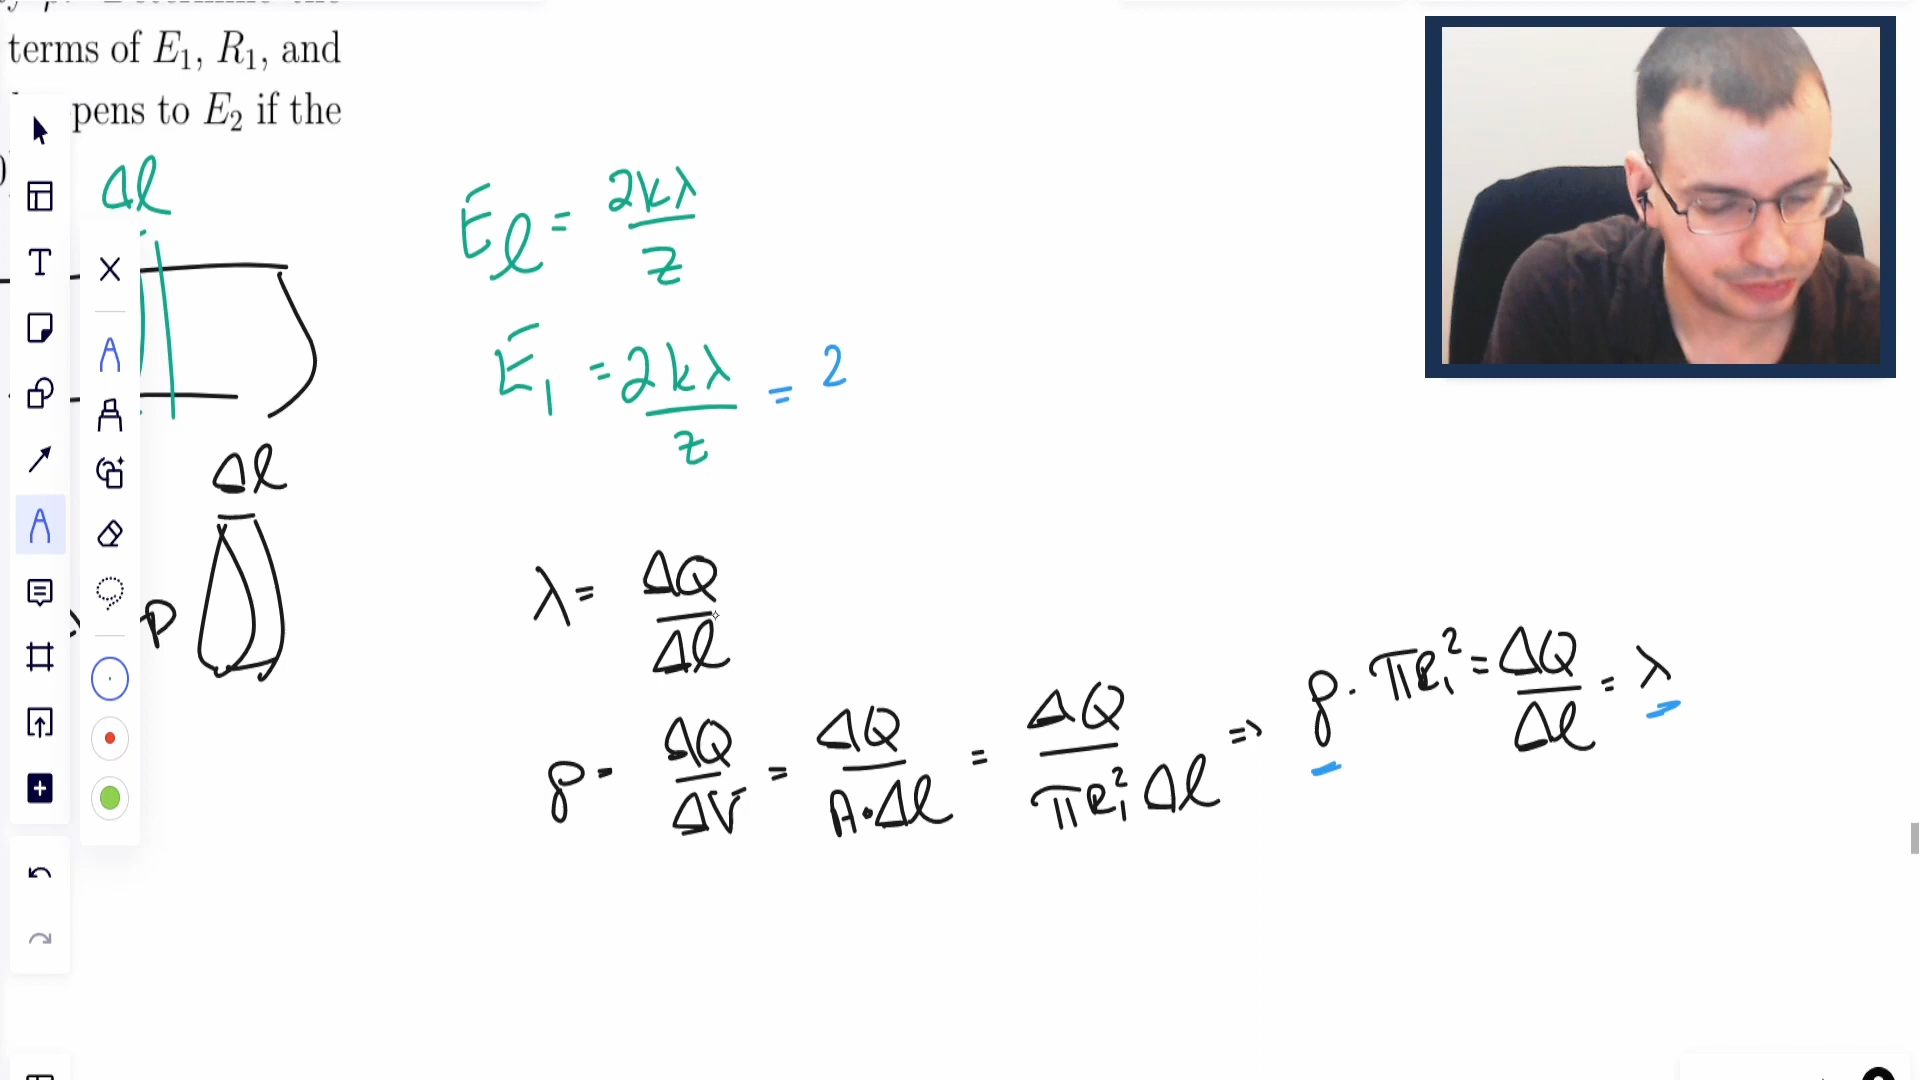 terms of E₁, R₁, and
pens to E₂ if the
Δl
E_l = 2kλ / z
E₁ = 2kλ / z = 2
Δl
ρ
λ = ΔQ / Δl
ρ = ΔQ / ΔV = ΔQ / A·Δl = ΔQ / πR₁²Δl => ρ·πR₁² = ΔQ / Δl = λ